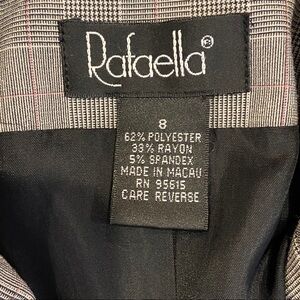 Rafaella®
8
62% POLYESTER
33% RAYON
5% SPANDEX
MADE IN MACAU
RN 95615
CARE REVERSE